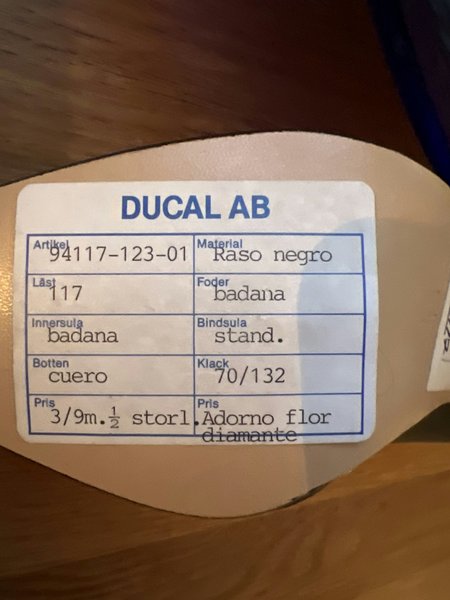 DUCAL AB
Artikel Material
94117-123-01 Raso negro
Läst Foder
117 badana
Innersula Bindsula
badana stand.
Botten Klack
cuero 70/132
Pris Pris
3/9m.½ storl. Adorno flor
diamante